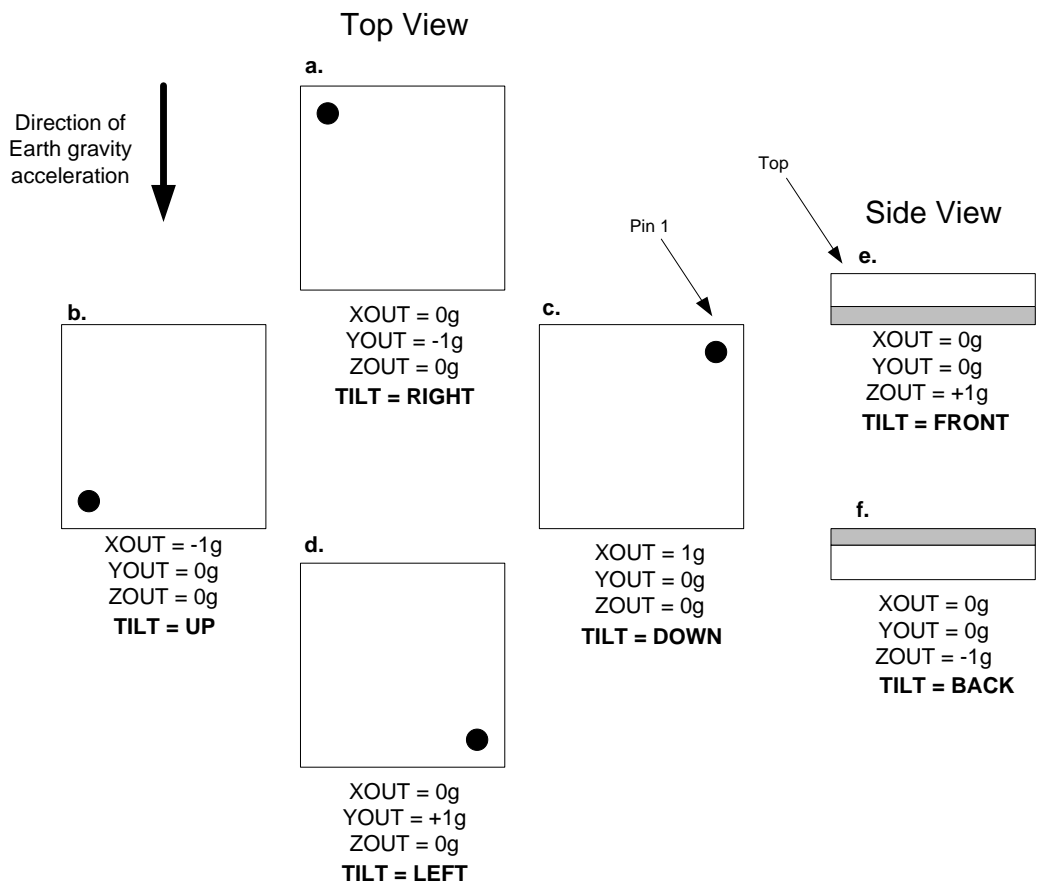 Top View
a.
Direction of
Earth gravity
acceleration
XOUT = 0g
YOUT = -1g
ZOUT = 0g
TILT = RIGHT
b.
XOUT = -1g
YOUT = 0g
ZOUT = 0g
TILT = UP
Pin 1
c.
XOUT = 1g
YOUT = 0g
ZOUT = 0g
TILT = DOWN
d.
XOUT = 0g
YOUT = +1g
ZOUT = 0g
TILT = LEFT
Top
Side View
e.
XOUT = 0g
YOUT = 0g
ZOUT = +1g
TILT = FRONT
f.
XOUT = 0g
YOUT = 0g
ZOUT = -1g
TILT = BACK